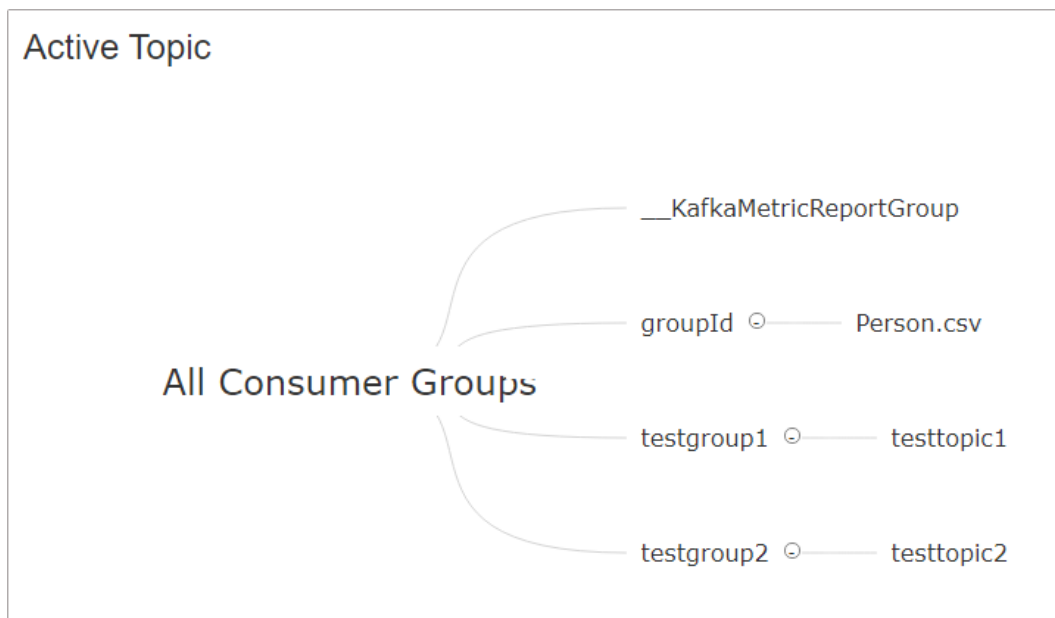 Active Topic
__KafkaMetricReportGroup
groupId - Person.csv
All Consumer Groups
testgroup1 - testtopic1
testgroup2 - testtopic2